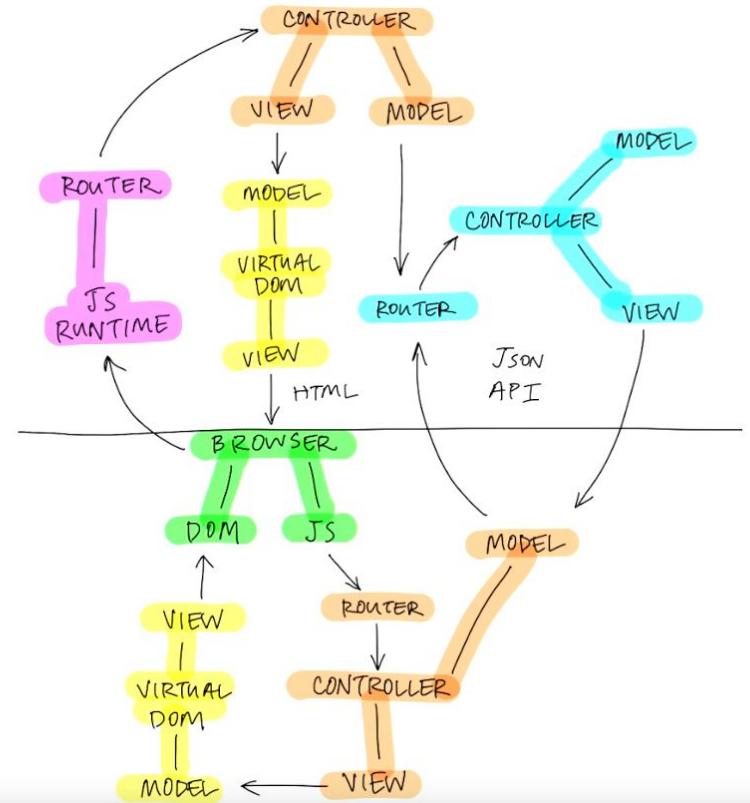 CONTROLLER
VIEW
MODEL
MODEL
ROUTER
MODEL
CONTROLLER
VIRTUAL
DOM
JS
RUNTIME
ROUTER
VIEW
VIEW
JSON
API
HTML
BROWSER
DOM
JS
MODEL
VIEW
ROUTER
VIRTUAL
DOM
CONTROLLER
MODEL
VIEW